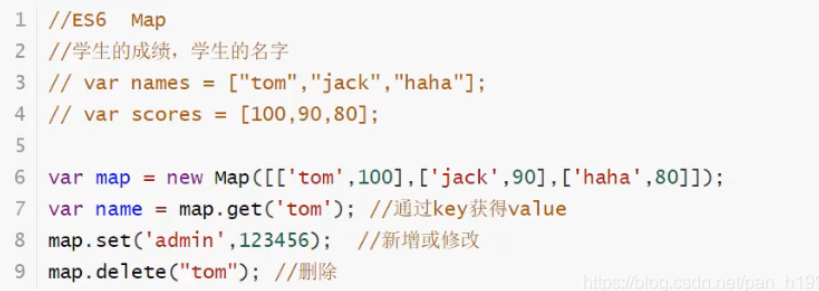 1 //ES6  Map
2 //学生的成绩，学生的名字
3 // var names = ["tom","jack","haha"];
4 // var scores = [100,90,80];
5
6 var map = new Map([['tom',100],['jack',90],['haha',80]]);
7 var name = map.get('tom'); //通过key获得value
8 map.set('admin',123456);  //新增或修改
9 map.delete("tom"); //删除
https://blog.csdn.net/pan_h199